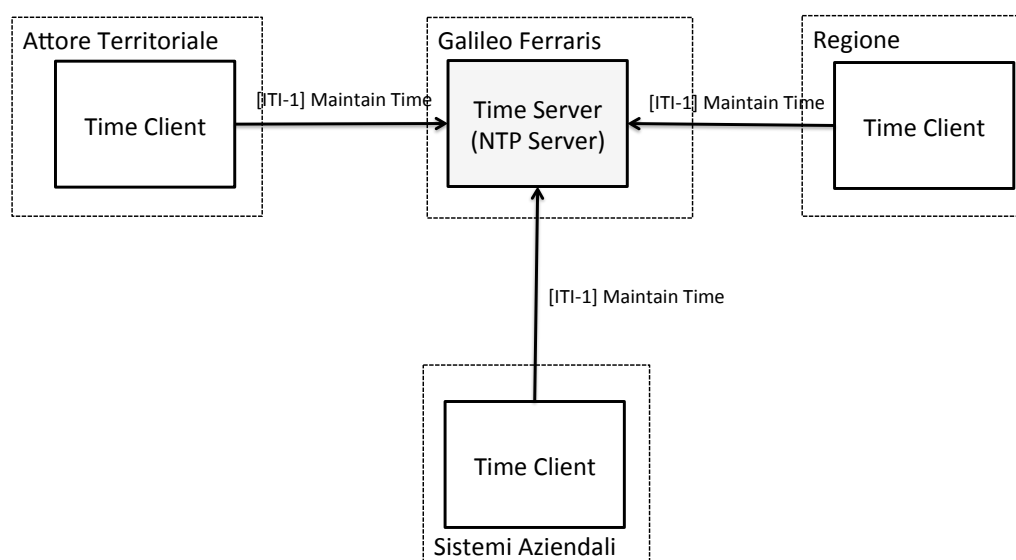 Attore Territoriale
Time Client
[ITI-1] Maintain Time
Galileo Ferraris
Time Server
(NTP Server)
[ITI-1] Maintain Time
Regione
Time Client
[ITI-1] Maintain Time
Time Client
Sistemi Aziendali